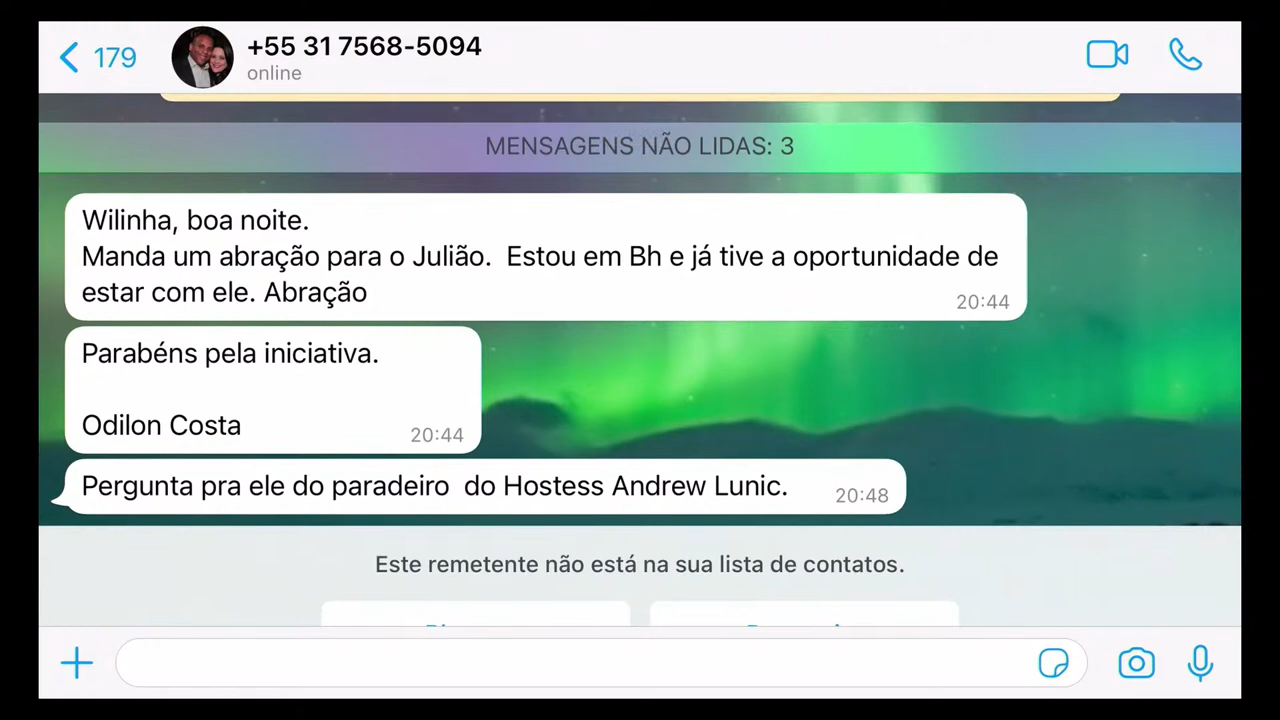 179
+55 31 7568-5094
online
MENSAGENS NÃO LIDAS: 3
Wilinha, boa noite.
Manda um abração para o Julião.  Estou em Bh e já tive a oportunidade de
estar com ele. Abração
20:44
Parabéns pela iniciativa.
Odilon Costa
20:44
Pergunta pra ele do paradeiro  do Hostess Andrew Lunic.
20:48
Este remetente não está na sua lista de contatos.